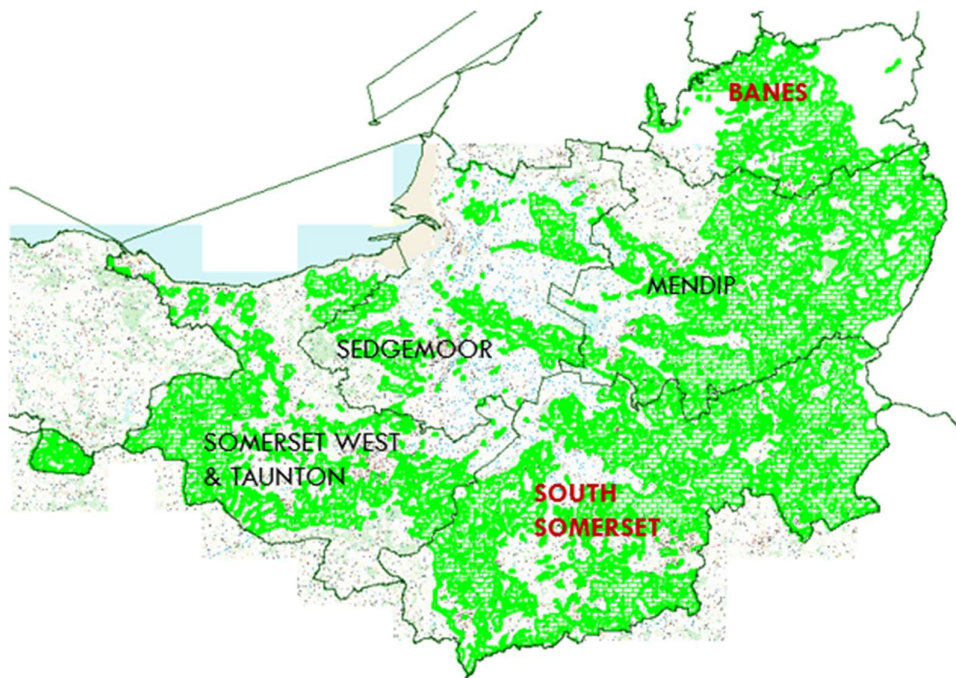 BANES
MENDIP
SEDGEMOOR
SOMERSET WEST
& TAUNTON
SOUTH
SOMERSET